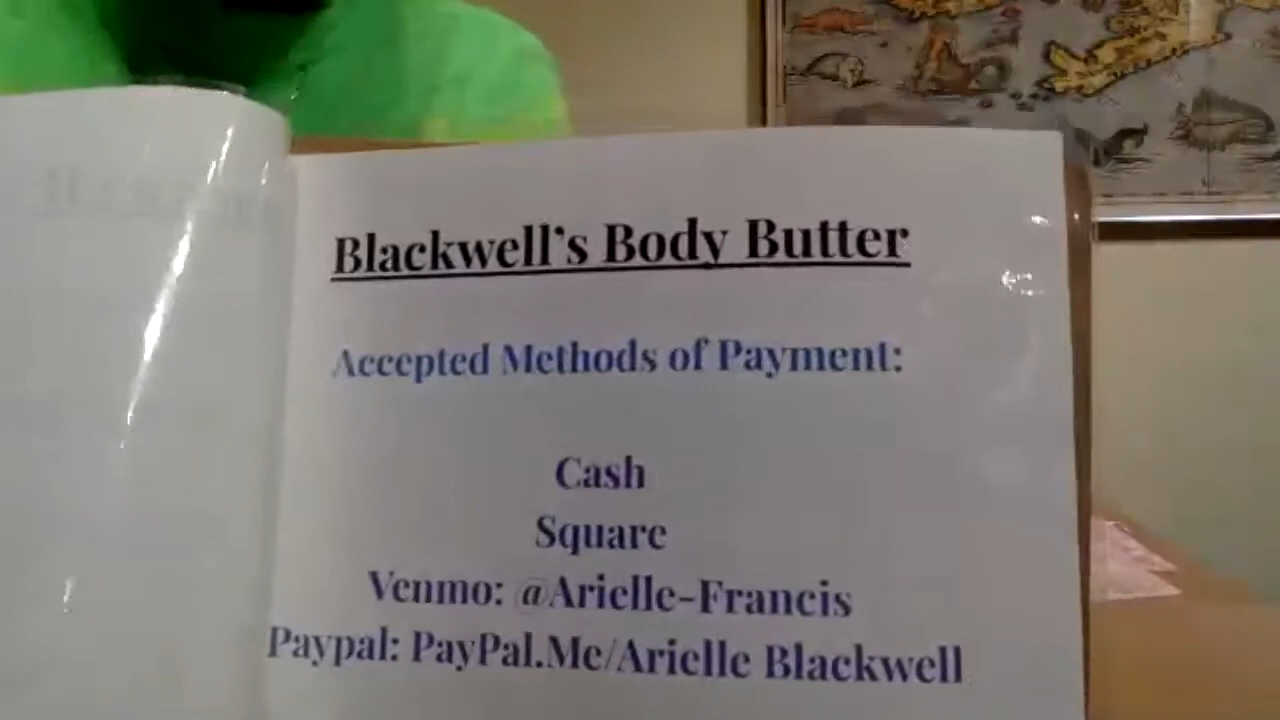 Blackwell's Body Butter
Accepted Methods of Payment:
Cash
Square
Venmo: @Arielle-Francis
Paypal: PayPal.Me/Arielle Blackwell